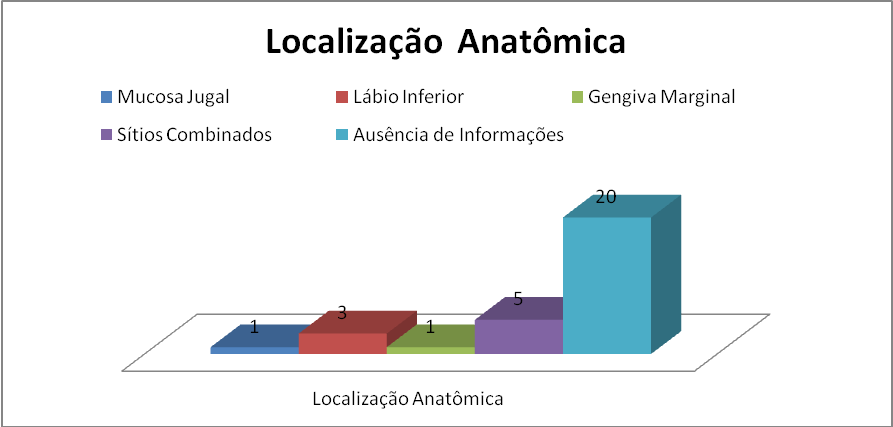 Localização Anatômica
Mucosa Jugal Lábio Inferior Gengiva Marginal
Sítios Combinados Ausência de Informações
20
5
3
1 1
Localização Anatômica